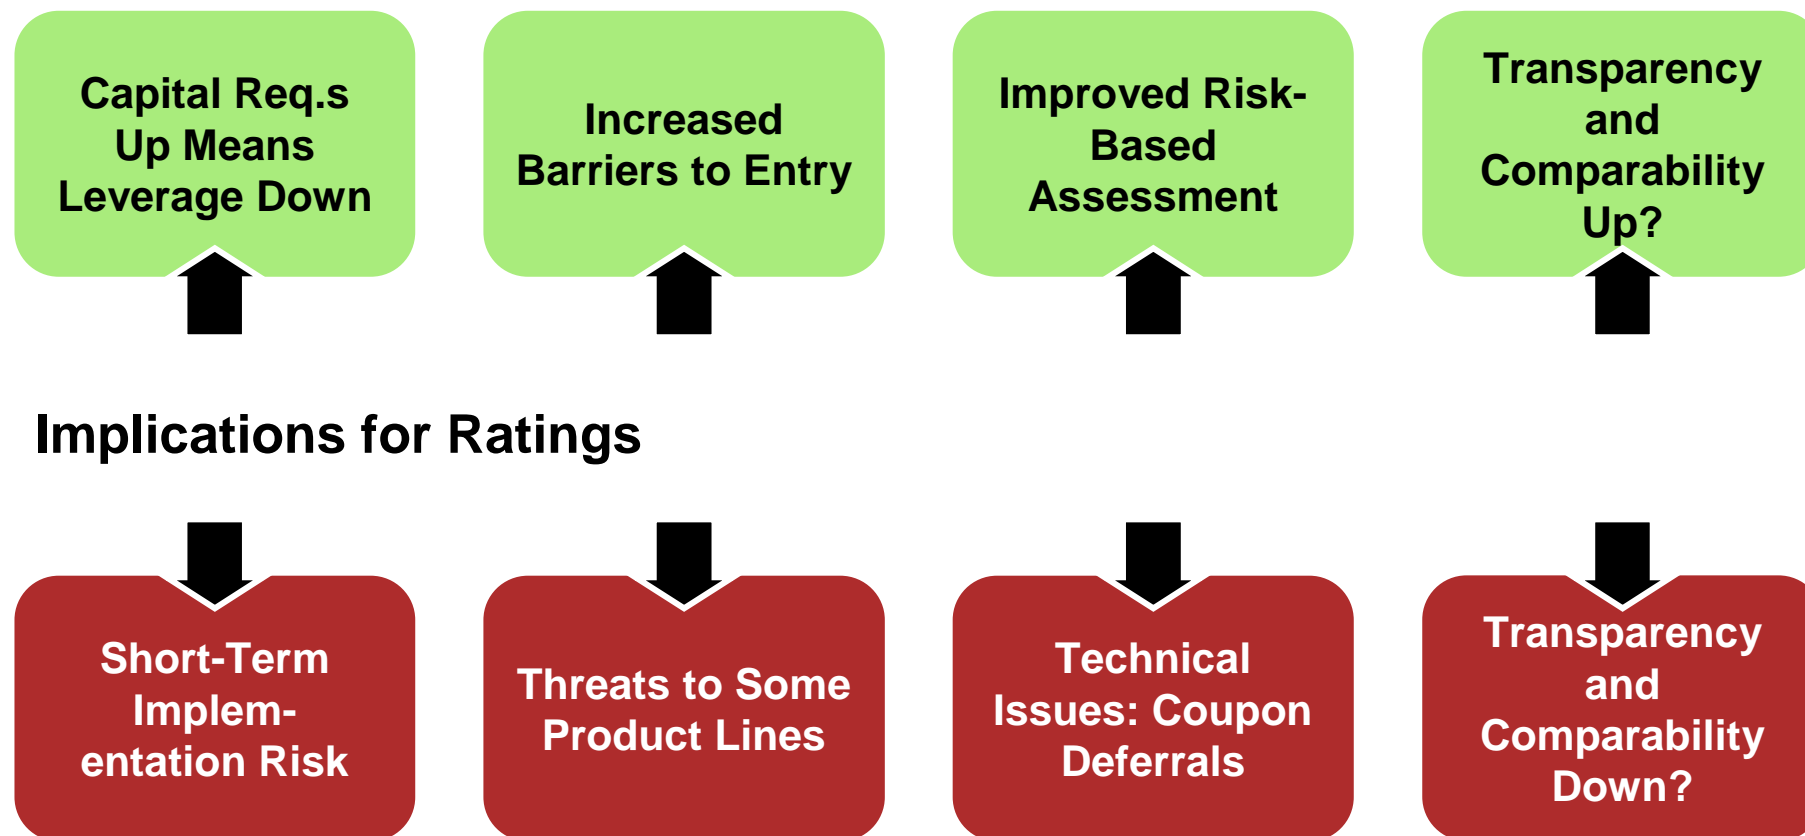 Capital Req.s
Up Means
Leverage Down
Increased
Barriers to Entry
Improved Risk-
Based
Assessment
Transparency
and
Comparability
Up?
Implications for Ratings
Short-Term
Implem-
entation Risk
Threats to Some
Product Lines
Technical
Issues: Coupon
Deferrals
Transparency
and
Comparability
Down?